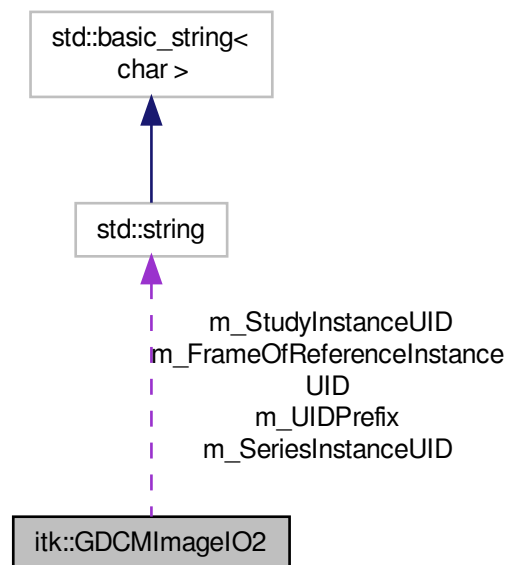 std::basic_string<
char >
std::string
m_StudyInstanceUID
m_FrameOfReferenceInstance
UID
m_UIDPrefix
m_SeriesInstanceUID
itk::GDCMImageIO2